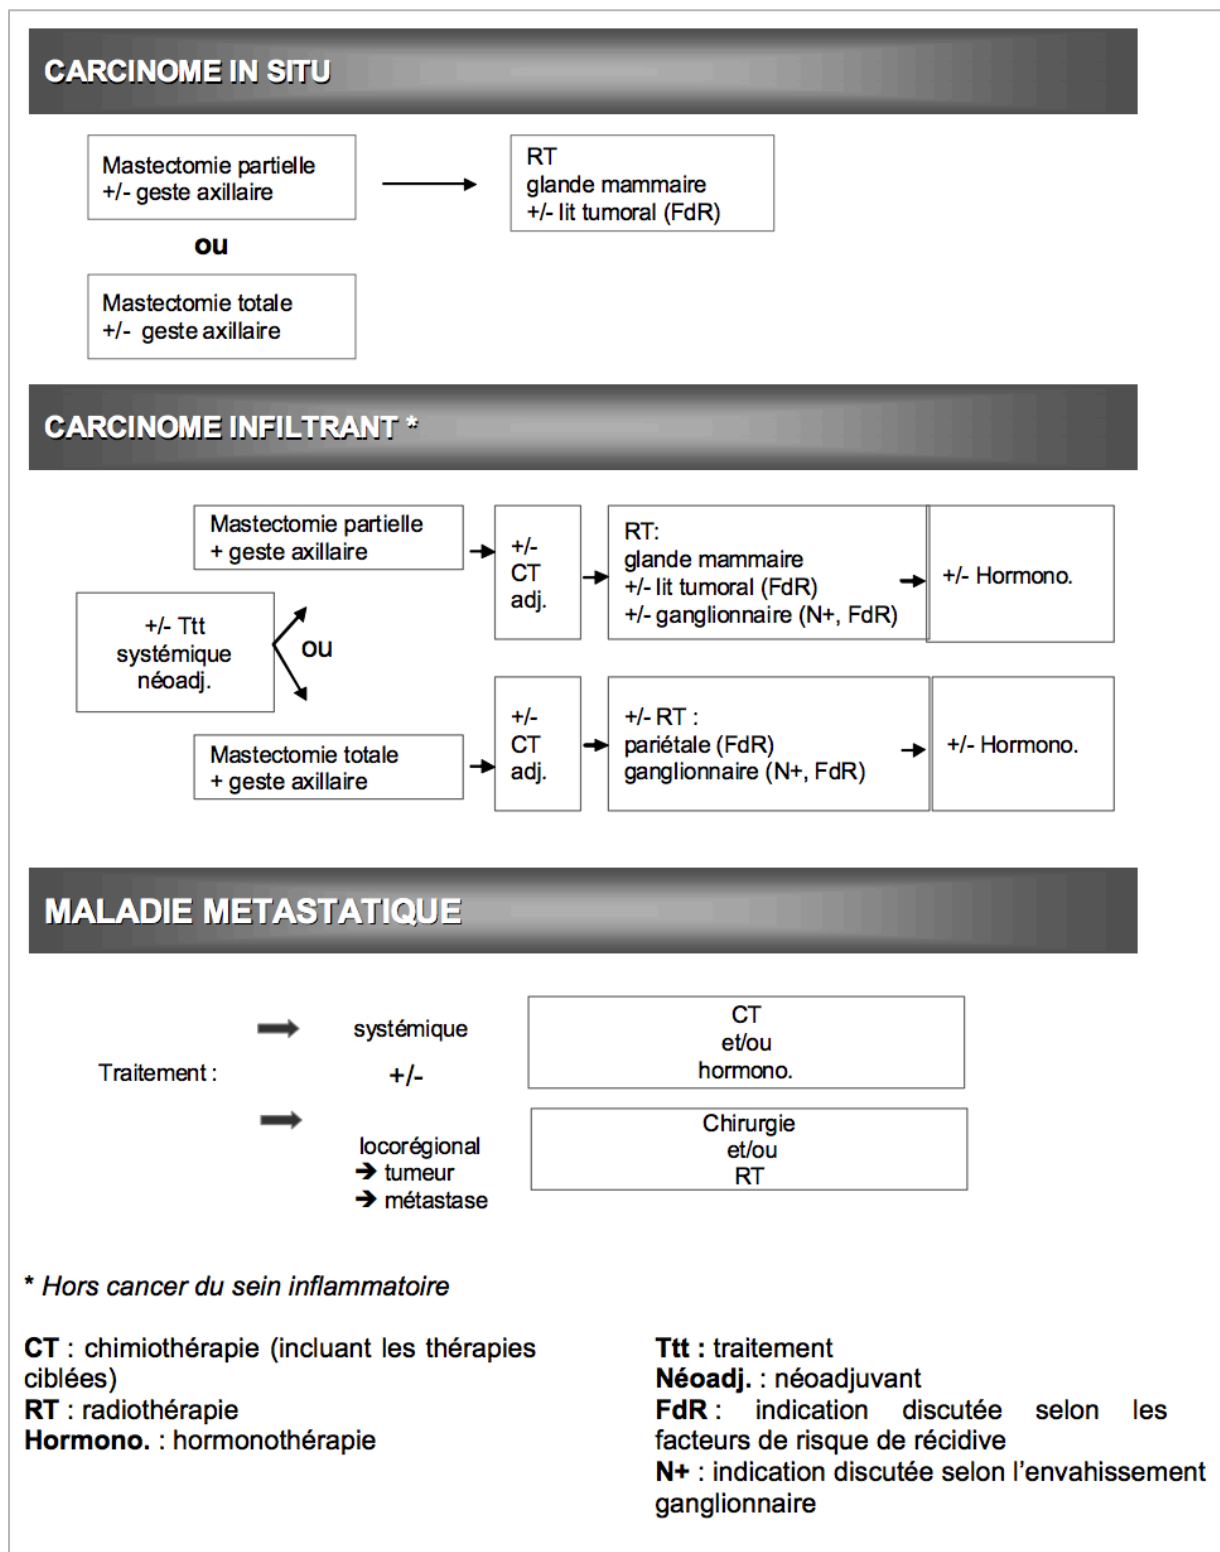 CARCINOME IN SITU
Mastectomie partielle
+/- geste axillaire
RT
glande mammaire
+/- lit tumoral (FdR)
ou
Mastectomie totale
+/- geste axillaire
CARCINOME INFILTRANT *
+/- Ttt
systémique
néoadj.
ou
Mastectomie partielle
+ geste axillaire
+/-
CT
adj.
RT:
glande mammaire
+/- lit tumoral (FdR)
+/- ganglionnaire (N+, FdR)
+/- Hormono.
Mastectomie totale
+ geste axillaire
+/-
CT
adj.
+/- RT :
pariétale (FdR)
ganglionnaire (N+, FdR)
+/- Hormono.
MALADIE METASTATIQUE
Traitement :
systémique
+/-
locorégional
➔ tumeur
➔ métastase
CT
et/ou
hormono.
Chirurgie
et/ou
RT
* Hors cancer du sein inflammatoire
CT : chimiothérapie (incluant les thérapies
ciblées)
RT : radiothérapie
Hormono. : hormonothérapie
Ttt : traitement
Néoadj. : néoadjuvant
FdR : indication discutée selon les
facteurs de risque de récidive
N+ : indication discutée selon l'envahissement
ganglionnaire